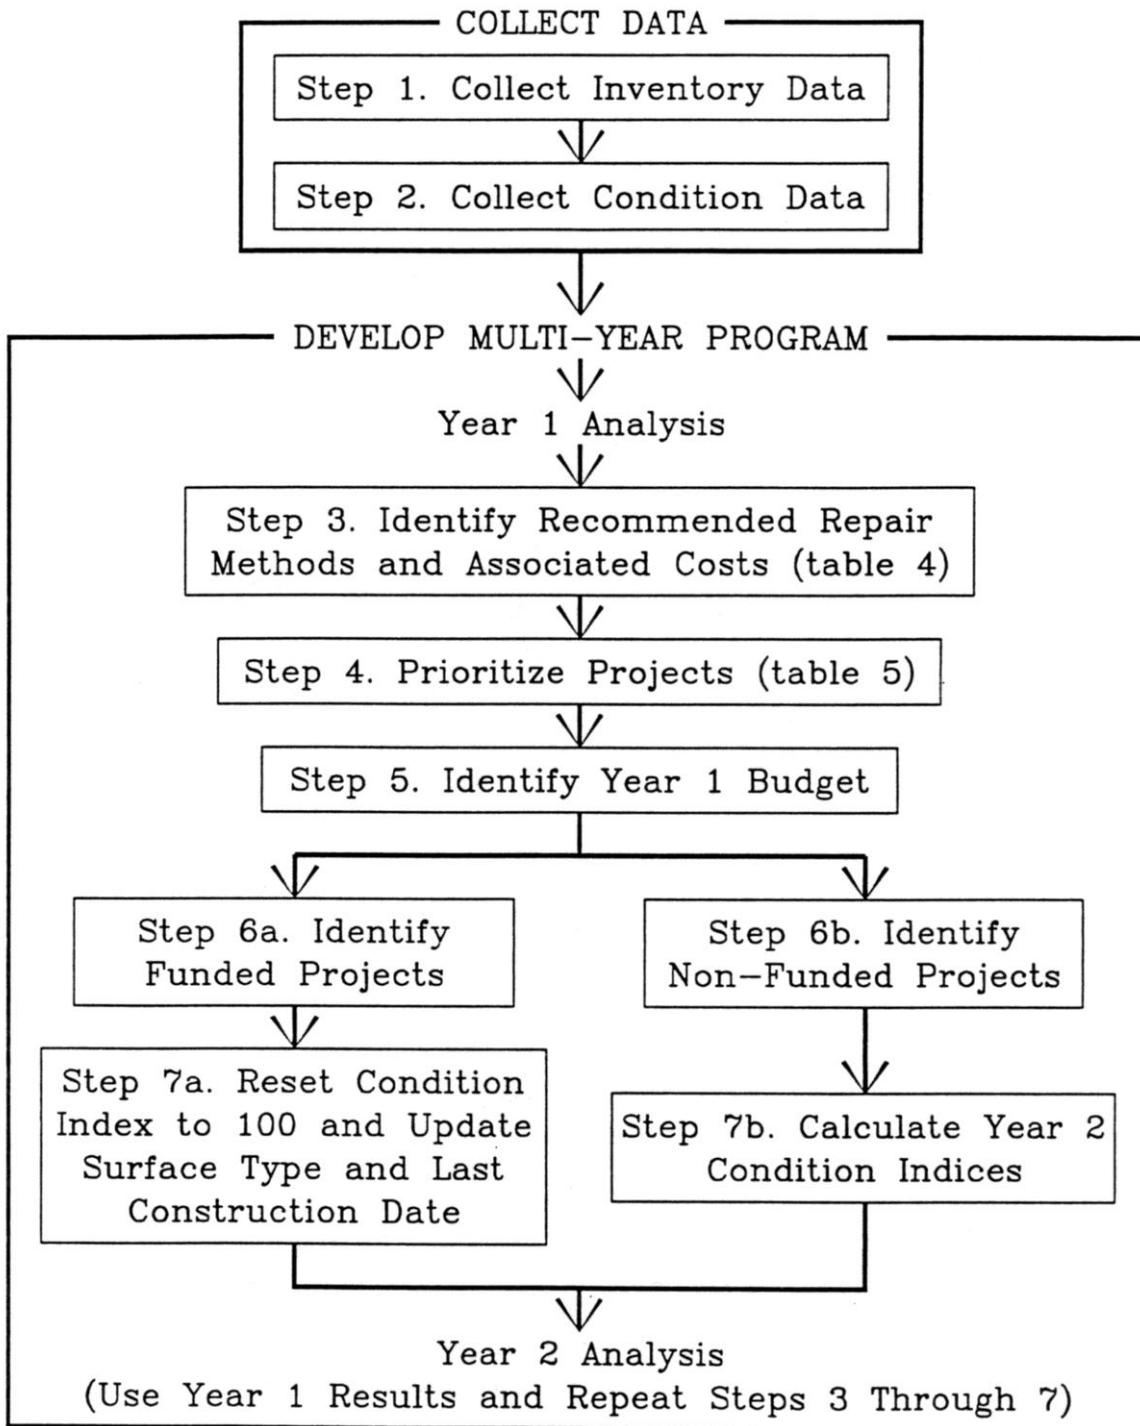 COLLECT DATA
Step 1. Collect Inventory Data
Step 2. Collect Condition Data
DEVELOP MULTI-YEAR PROGRAM
Year 1 Analysis
Step 3. Identify Recommended Repair
Methods and Associated Costs (table 4)
Step 4. Prioritize Projects (table 5)
Step 5. Identify Year 1 Budget
Step 6a. Identify
Funded Projects
Step 6b. Identify
Non-Funded Projects
Step 7a. Reset Condition
Index to 100 and Update
Surface Type and Last
Construction Date
Step 7b. Calculate Year 2
Condition Indices
Year 2 Analysis
(Use Year 1 Results and Repeat Steps 3 Through 7)